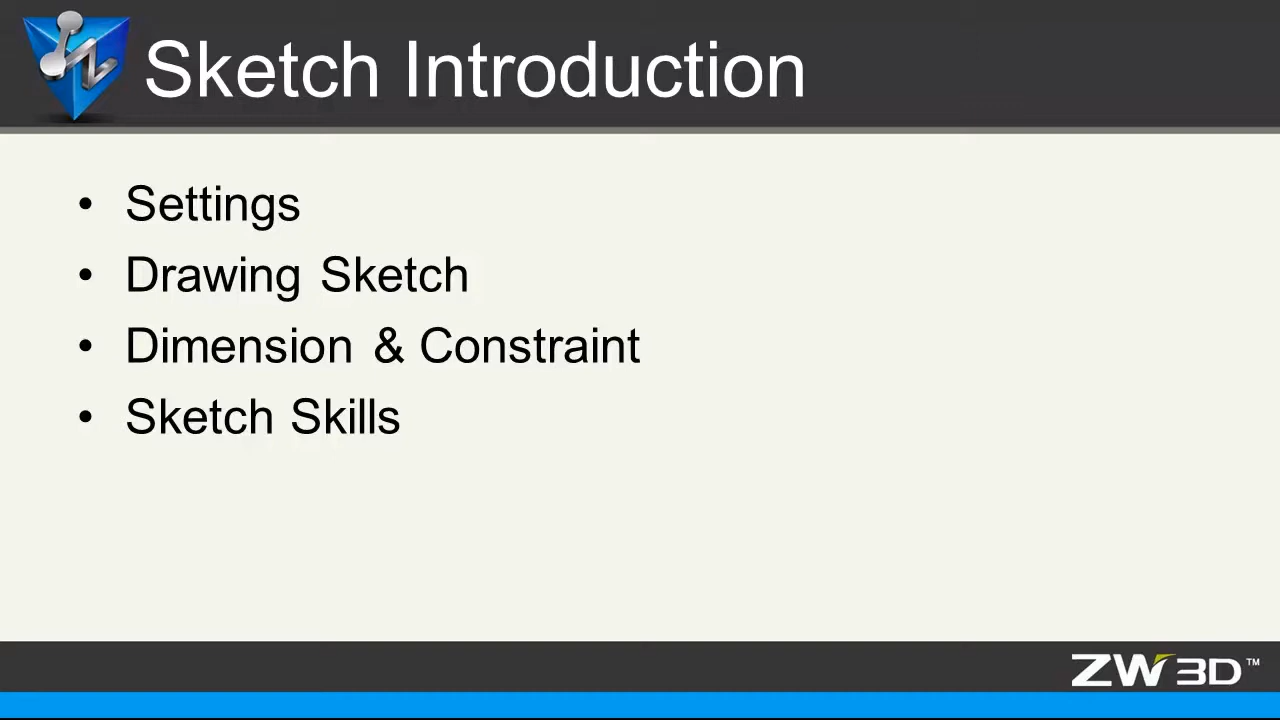 Sketch Introduction
• Settings
• Drawing Sketch
• Dimension & Constraint
• Sketch Skills
ZW3D™